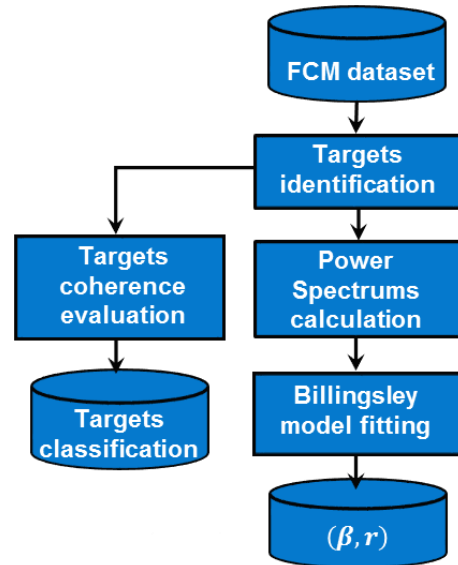 FCM dataset
Targets
identification
Targets
coherence
evaluation
Power
Spectrums
calculation
Targets
classification
Billingsley
model fitting
(β, r)